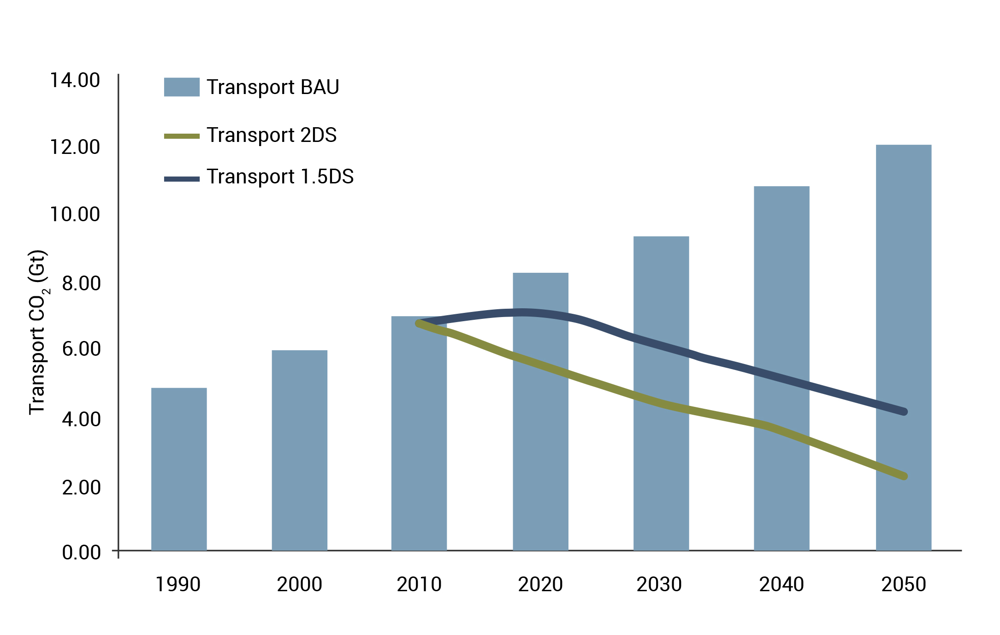 14.00
12.00
10.00
8.00
6.00
4.00
2.00
0.00
Transport CO2 (Gt)
Transport BAU
Transport 2DS
Transport 1.5DS
1990 2000 2010 2020 2030 2040 2050